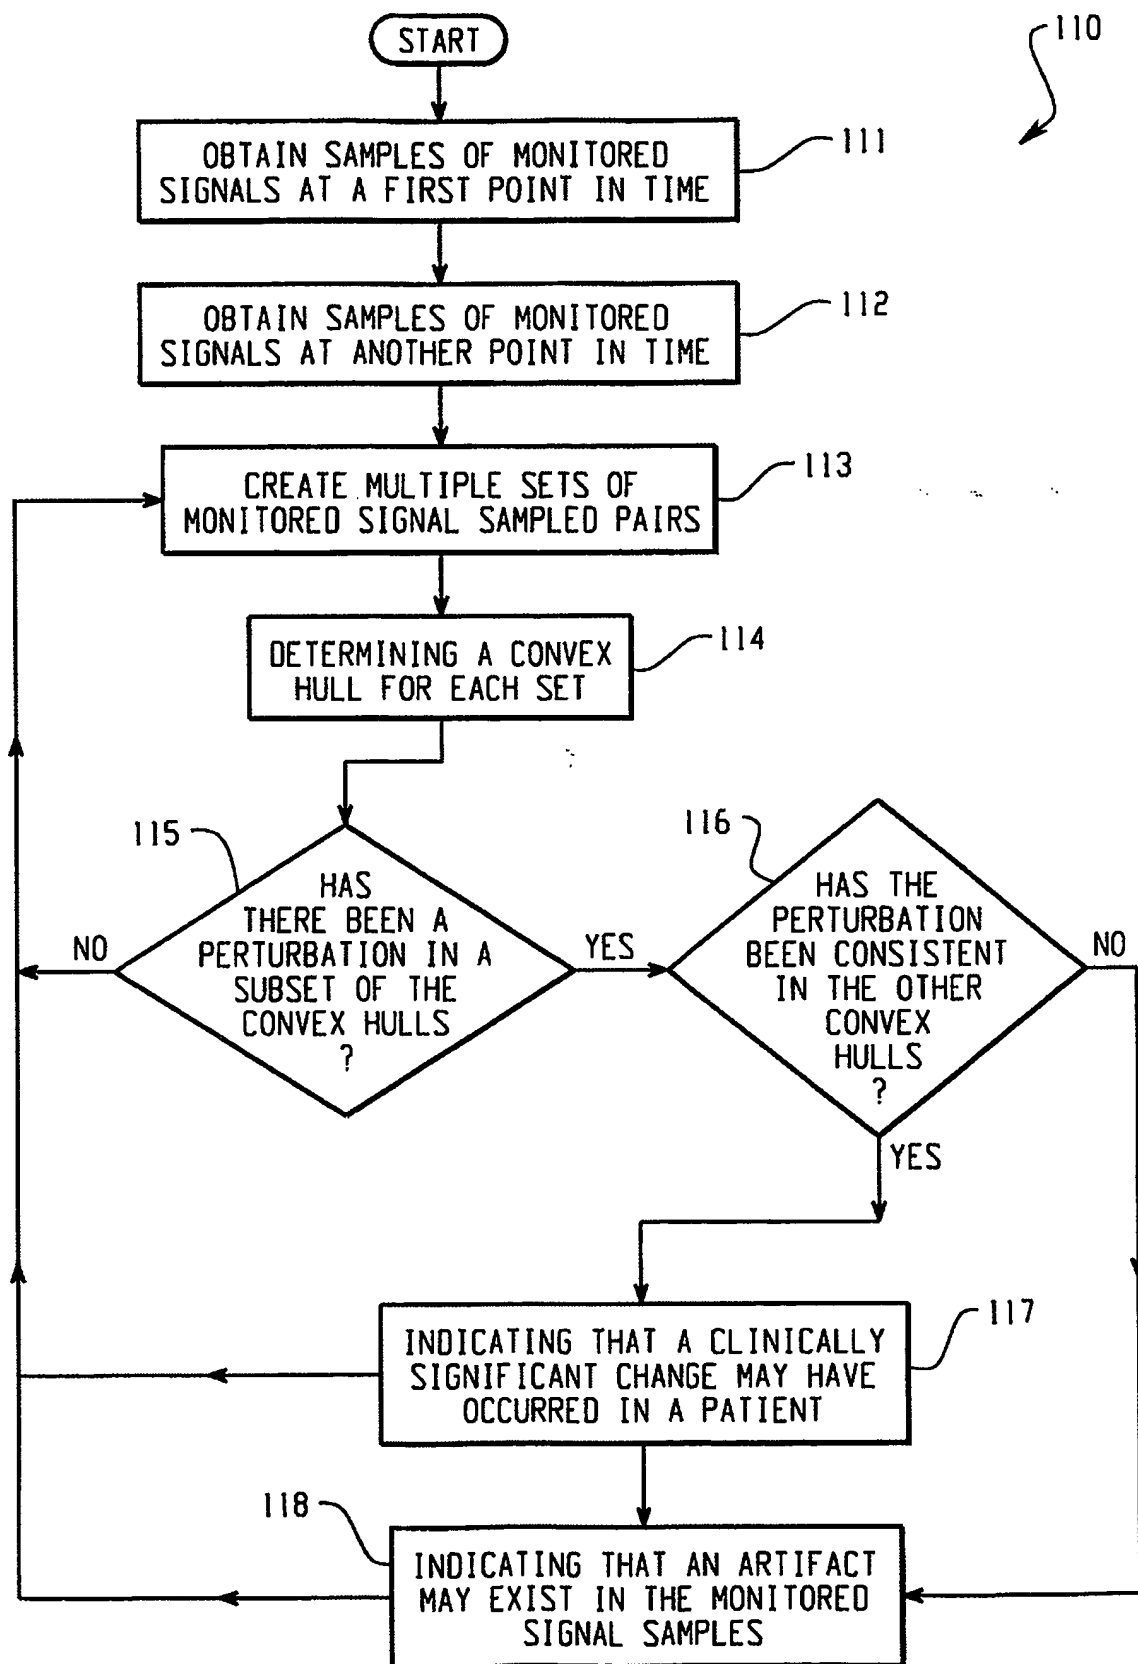 START
110
OBTAIN SAMPLES OF MONITORED
SIGNALS AT A FIRST POINT IN TIME
111
OBTAIN SAMPLES OF MONITORED
SIGNALS AT ANOTHER POINT IN TIME
112
CREATE MULTIPLE SETS OF
MONITORED SIGNAL SAMPLED PAIRS
113
DETERMINING A CONVEX
HULL FOR EACH SET
114
115
HAS
THERE BEEN A
PERTURBATION IN A
SUBSET OF THE
CONVEX HULLS
?
NO
YES
116
HAS THE
PERTURBATION
BEEN CONSISTENT
IN THE OTHER
CONVEX
HULLS
?
NO
YES
INDICATING THAT A CLINICALLY
SIGNIFICANT CHANGE MAY HAVE
OCCURRED IN A PATIENT
117
118
INDICATING THAT AN ARTIFACT
MAY EXIST IN THE MONITORED
SIGNAL SAMPLES